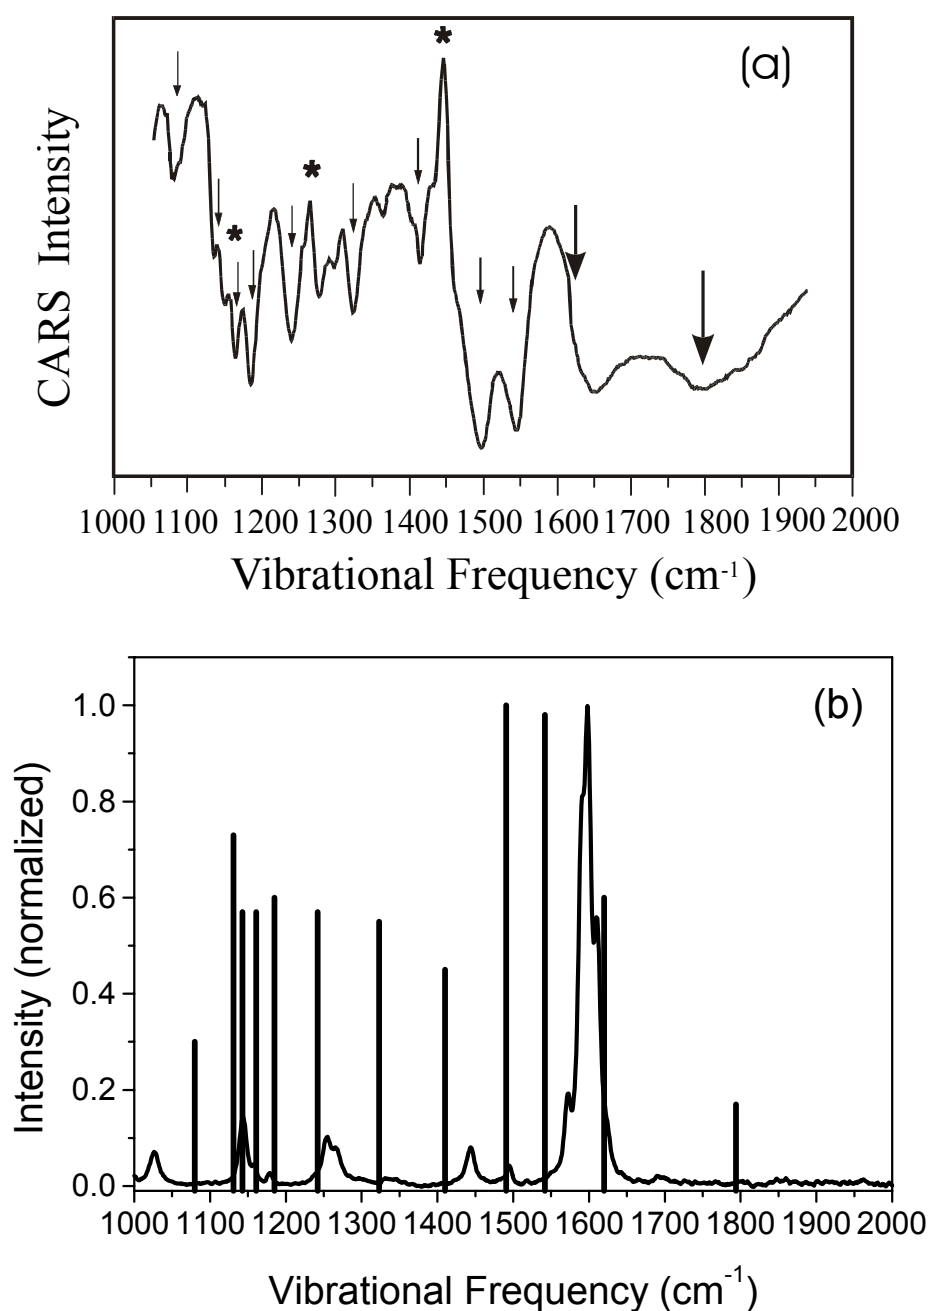 (a)
*
*
*
CARS Intensity
1000 1100 1200 1300 1400 1500 1600 1700 1800 1900 2000
Vibrational Frequency (cm-1)
(b)
1.0
0.8
0.6
0.4
0.2
0.0
Intensity (normalized)
1000 1100 1200 1300 1400 1500 1600 1700 1800 1900 2000
Vibrational Frequency (cm-1)